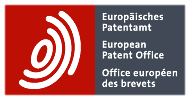 Europäisches
Patentamt
European
Patent Office
Office européen
des brevets